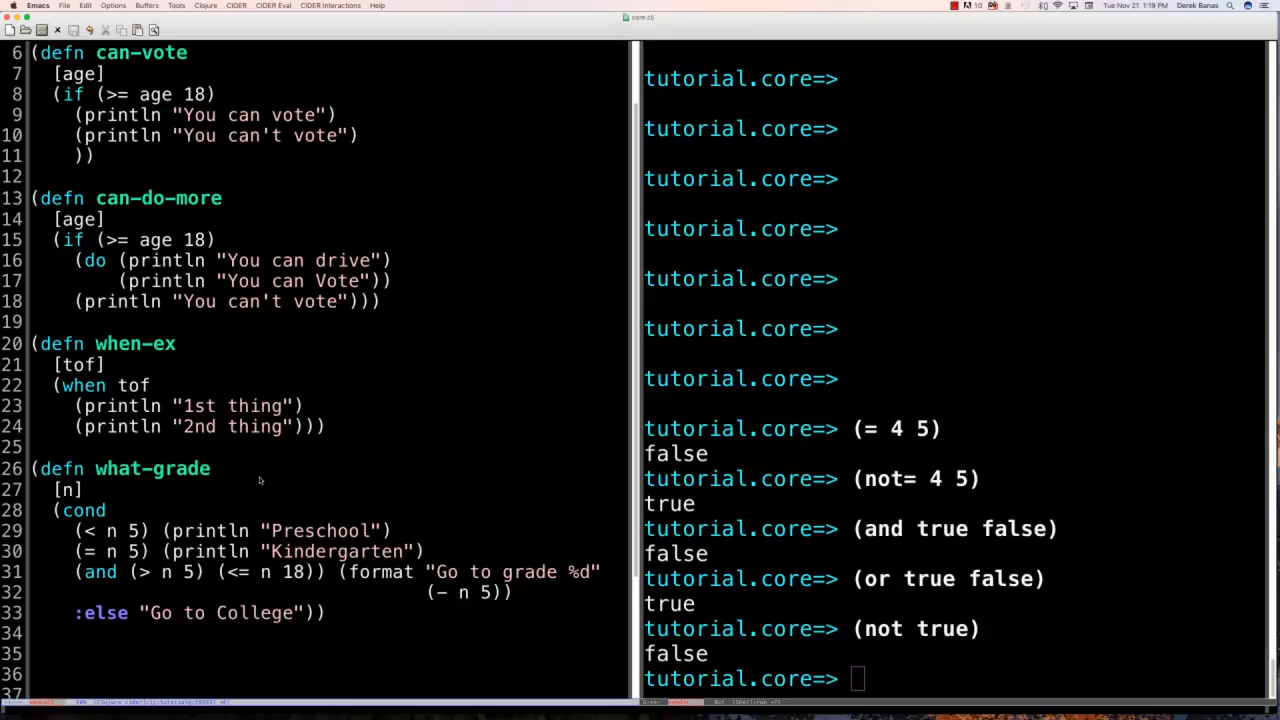 Emacs File Edit Options Buffers Tools Clojure CIDER CIDER Eval CIDER Interactions Help
10 Tue Nov 21 1:19 PM Derek Banas
core.clj
6 (defn can-vote
7 [age]
8 (if (>= age 18)
9 (println "You can vote")
10 (println "You can't vote")
11 ))
12
13 (defn can-do-more
14 [age]
15 (if (>= age 18)
16 (do (println "You can drive")
17 (println "You can Vote"))
18 (println "You can't vote")))
19
20 (defn when-ex
21 [tof]
22 (when tof
23 (println "1st thing")
24 (println "2nd thing")))
25
26 (defn what-grade
27 [n]
28 (cond
29 (< n 5) (println "Preschool")
30 (= n 5) (println "Kindergarten")
31 (and (> n 5) (<= n 18)) (format "Go to grade %d"
32 (- n 5))
33 :else "Go to College"))
34
35
36
37
tutorial.core=>
tutorial.core=>
tutorial.core=>
tutorial.core=>
tutorial.core=>
tutorial.core=>
tutorial.core=>
tutorial.core=> (= 4 5)
false
tutorial.core=> (not= 4 5)
true
tutorial.core=> (and true false)
false
tutorial.core=> (or true false)
true
tutorial.core=> (not true)
false
tutorial.core=>